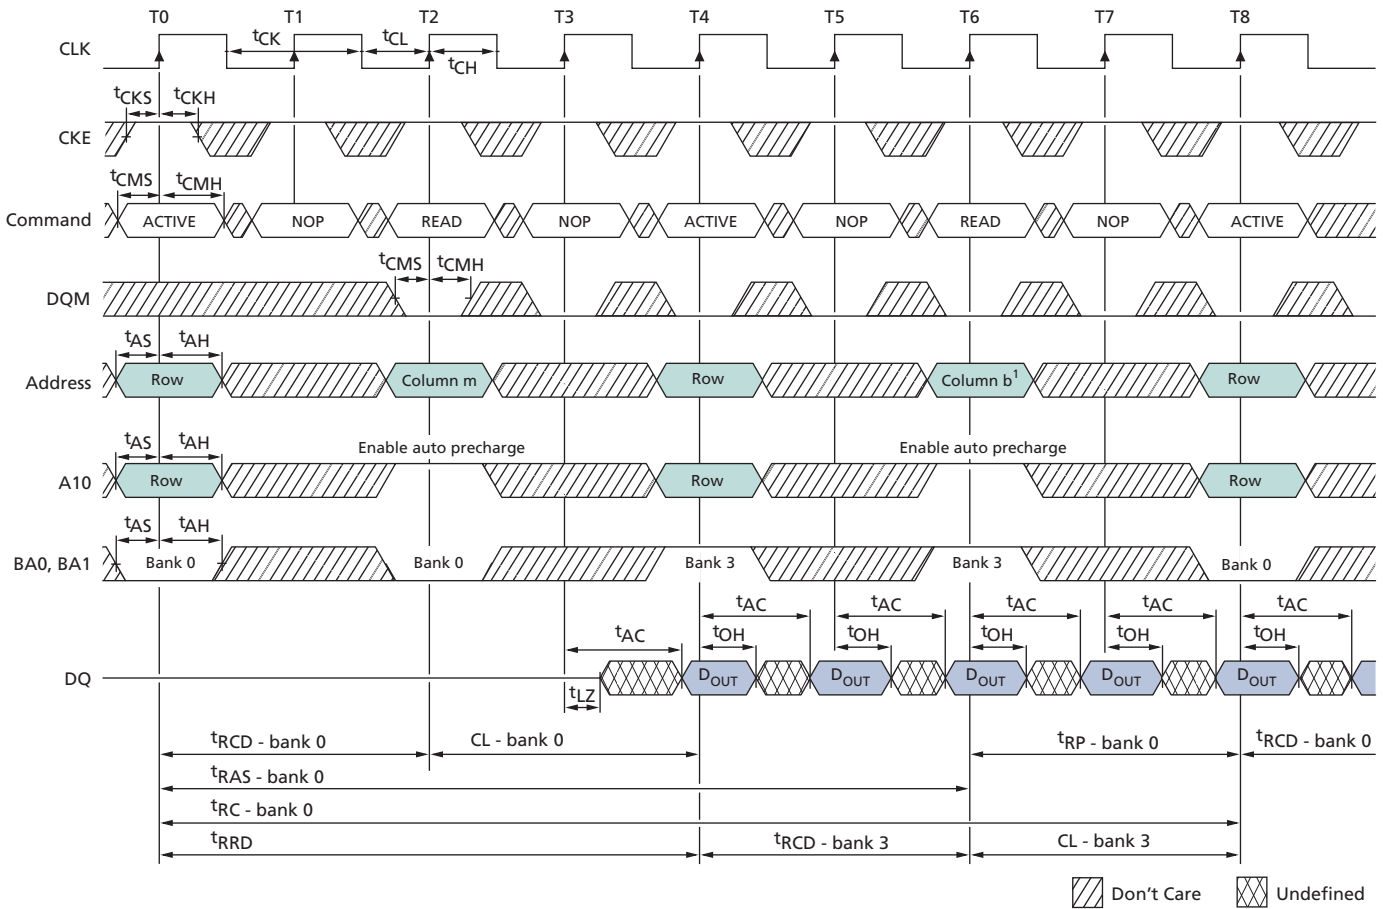 T0 T1 T2 T3 T4 T5 T6 T7 T8
CLK
tCK tCL
tCH
tCKS tCKH
CKE
tCMS tCMH
Command ACTIVE NOP READ NOP ACTIVE NOP READ NOP ACTIVE
tCMS tCMH
DQM
tAS tAH
Address Row Column m Row Column b1 Row
tAS tAH Enable auto precharge Enable auto precharge
A10 Row Row Row
tAS tAH
BA0, BA1 Bank 0 Bank 0 Bank 3 Bank 3 Bank 0
tAC tAC tAC tAC tAC
tAC tOH tOH tOH tOH tOH
DQ DOUT DOUT DOUT DOUT DOUT
tLZ
tRCD - bank 0 CL - bank 0 tRP - bank 0 tRCD - bank 0
tRAS - bank 0
tRC - bank 0
tRRD tRCD - bank 3 CL - bank 3
Don't Care Undefined